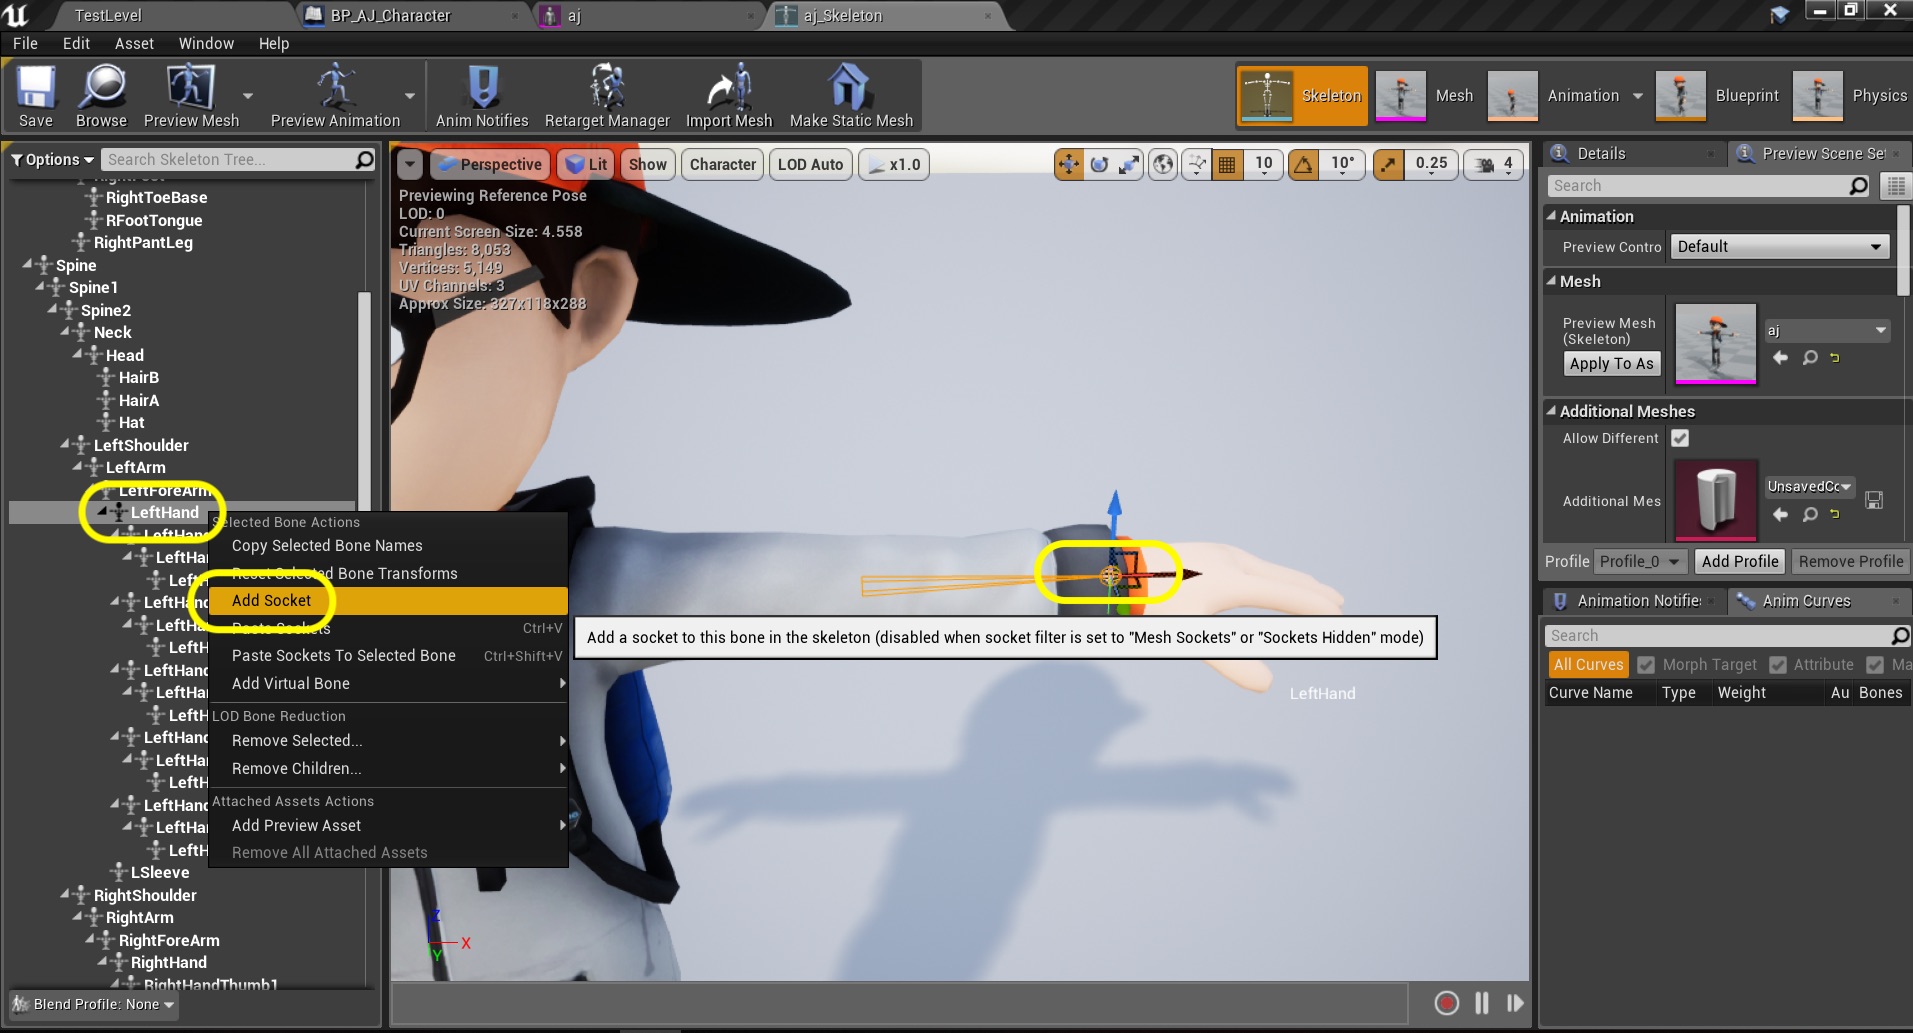 TestLevel
BP_AJ_Character
aj
aj_Skeleton
File Edit Asset Window Help
Save
Browse
Preview Mesh
Preview Animation
Anim Notifies
Retarget Manager
Import Mesh
Make Static Mesh
Skeleton
Mesh
Animation
Blueprint
Physics
Options
Search Skeleton Tree...
RightToeBase
RFootTongue
RightPantLeg
Spine
Spine1
Spine2
Neck
Head
HairB
HairA
Hat
LeftShoulder
LeftArm
LeftForeArm
LeftHand
LeftHan
LeftHa
Left
LeftHand
LeftHa
LeftH
LeftHand
LeftHa
LeftH
LeftHand
LeftHa
LeftH
LeftHand
LeftHa
LeftH
LSleeve
RightShoulder
RightArm
RightForeArm
RightHand
RightHandThumb1
Blend Profile: None
Selected Bone Actions
Copy Selected Bone Names
Reset Selected Bone Transforms
Add Socket
Paste Sockets Ctrl+V
Paste Sockets To Selected Bone Ctrl+Shift+V
Add Virtual Bone
LOD Bone Reduction
Remove Selected...
Remove Children...
Attached Assets Actions
Add Preview Asset
Remove All Attached Assets
Add a socket to this bone in the skeleton (disabled when socket filter is set to "Mesh Sockets" or "Sockets Hidden" mode)
Perspective Lit Show Character LOD Auto x1.0
10 10° 0.25 4
Previewing Reference Pose
LOD: 0
Current Screen Size: 4.558
Triangles: 8,053
Vertices: 5,149
UV Channels: 3
Approx Size: 327x118x288
LeftHand
Z
X
Y
Details
Preview Scene Set
Search
Animation
Preview Contro Default
Mesh
Preview Mesh
(Skeleton)
Apply To As
aj
Additional Meshes
Allow Different
Additional Mes
UnsavedCo
Profile Profile_0 Add Profile Remove Profile
Animation Notifie
Anim Curves
Search
All Curves Morph Target Attribute Ma
Curve Name Type Weight Au Bones